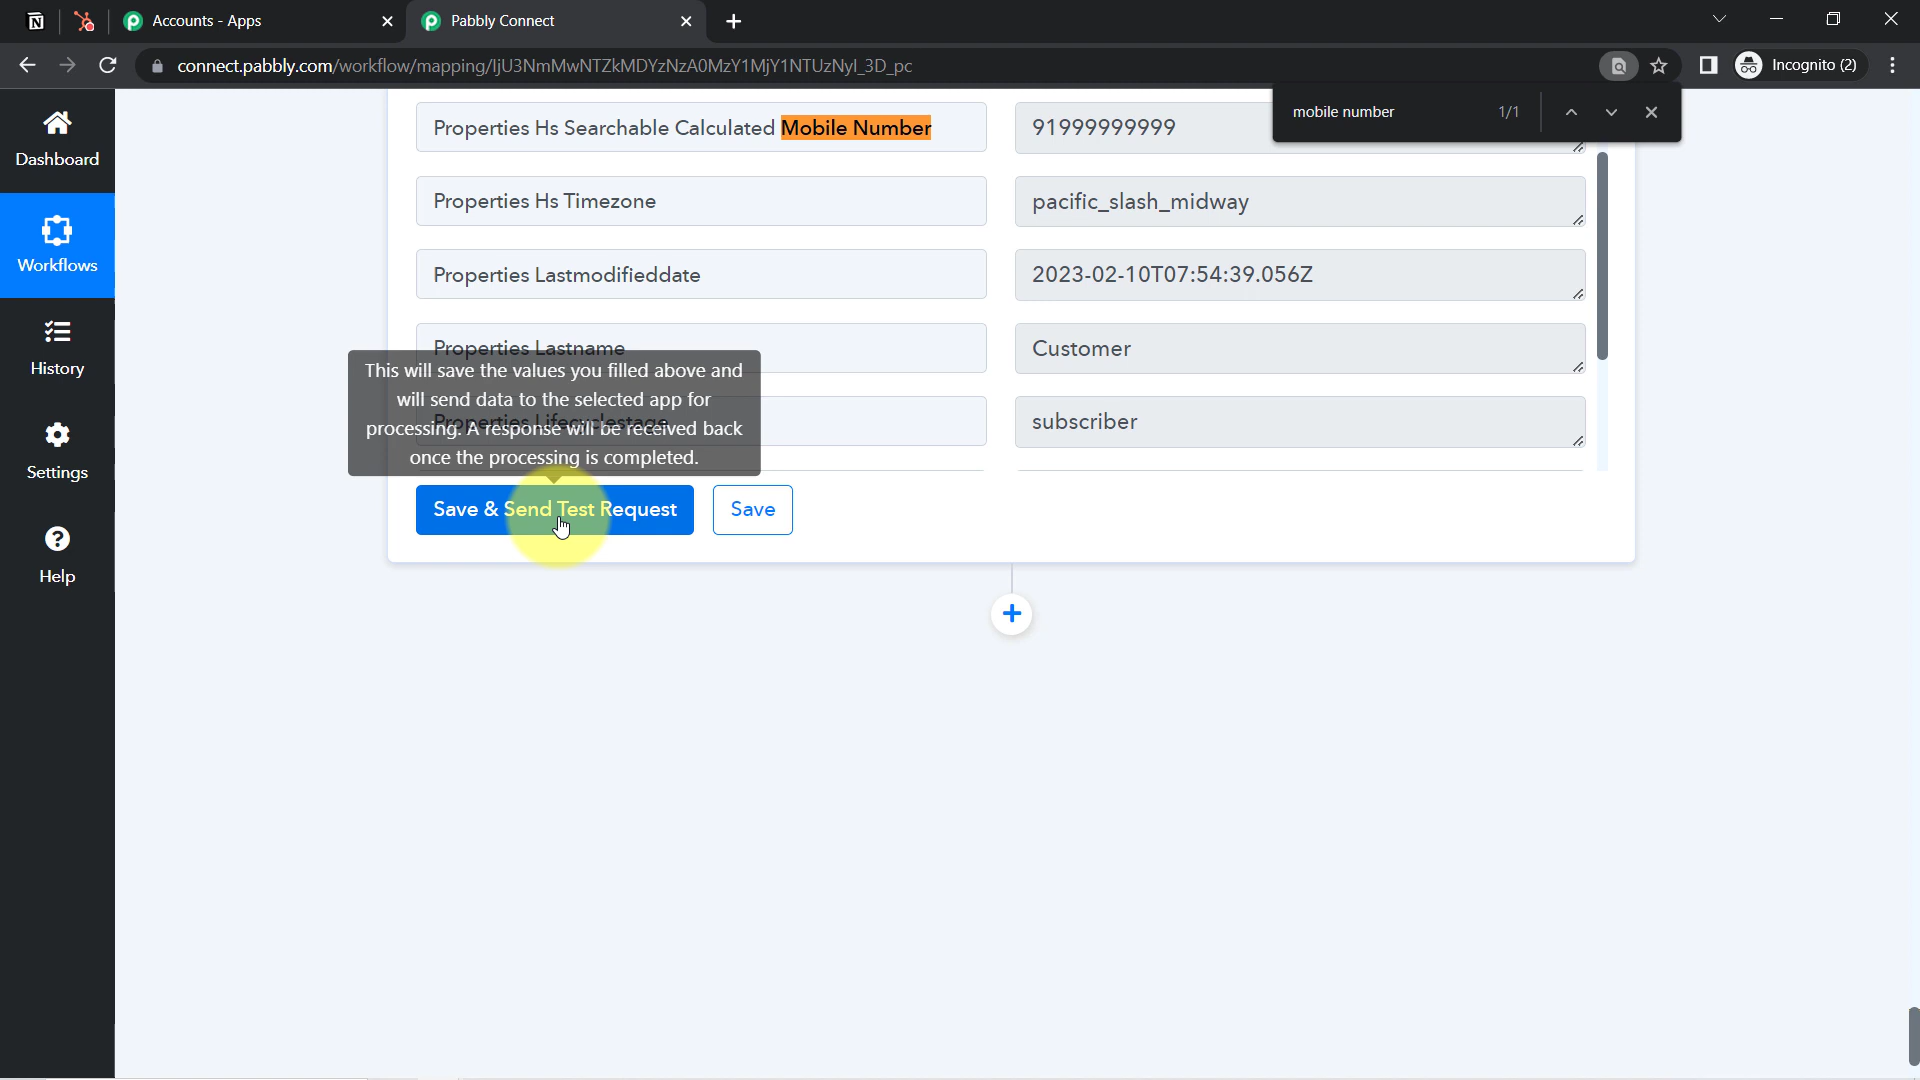 Accounts - Apps
Pabbly Connect
connect.pabbly.com/workflow/mapping/IjU3NmMwNTZkMDYzNzA0MzY1MjY1NTUzNyI_3D_pc
Incognito (2)
mobile number 1/1
Dashboard
Workflows
History
Settings
Help
Properties Hs Searchable Calculated Mobile Number
91999999999
Properties Hs Timezone
pacific_slash_midway
Properties Lastmodifieddate
2023-02-10T07:54:39.056Z
Properties Lastname
Customer
Properties Lifecyclestage
subscriber
This will save the values you filled above and
will send data to the selected app for
processing. A response will be received back
once the processing is completed.
Save & Send Test Request
Save